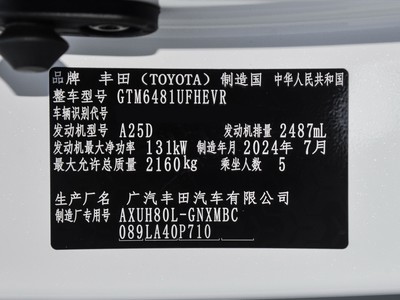 品牌 丰田(TOYOTA) 制造国 中华人民共和国
整车型号 GTM6481UFHEVR
车辆识别代号
发动机型号 A25D 发动机排量 2487mL
发动机最大净功率 131kW 制造年月 2024年7月
最大允许总质量 2160kg 乘坐人数 5
生产厂名 广汽丰田汽车有限公司
制造厂专用号 AXUH80L-GNXMBC
089LA40P710